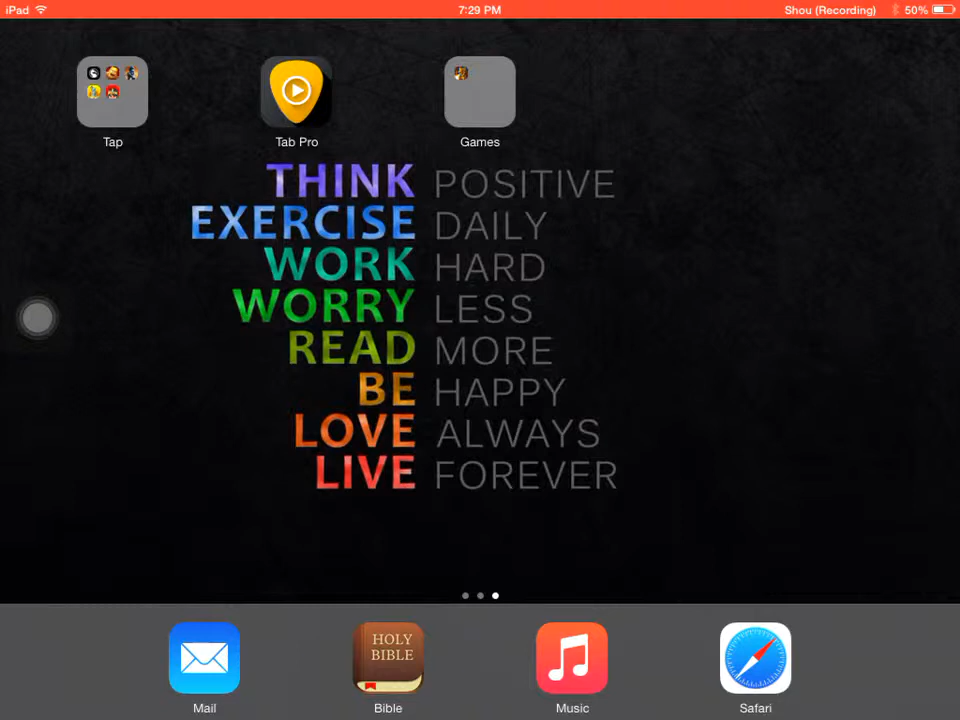 iPad 7:29 PM Shou (Recording) 50%
Tap Tab Pro Games
THINK POSITIVE
EXERCISE DAILY
WORK HARD
WORRY LESS
READ MORE
BE HAPPY
LOVE ALWAYS
LIVE FOREVER
HOLY
BIBLE
Mail Bible Music Safari